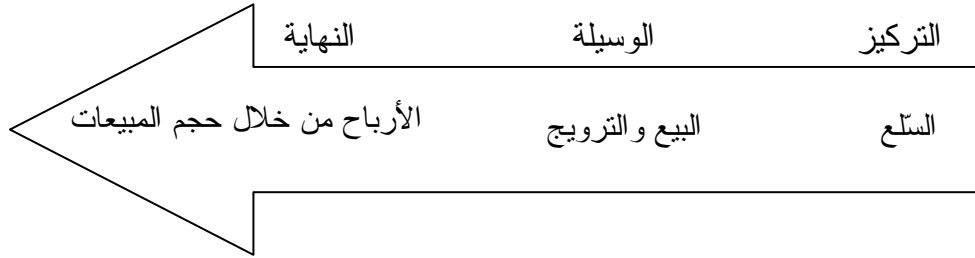 التركيز الوسيلة النهاية
السّلع البيع والترويج الأرباح من خلال حجم المبيعات